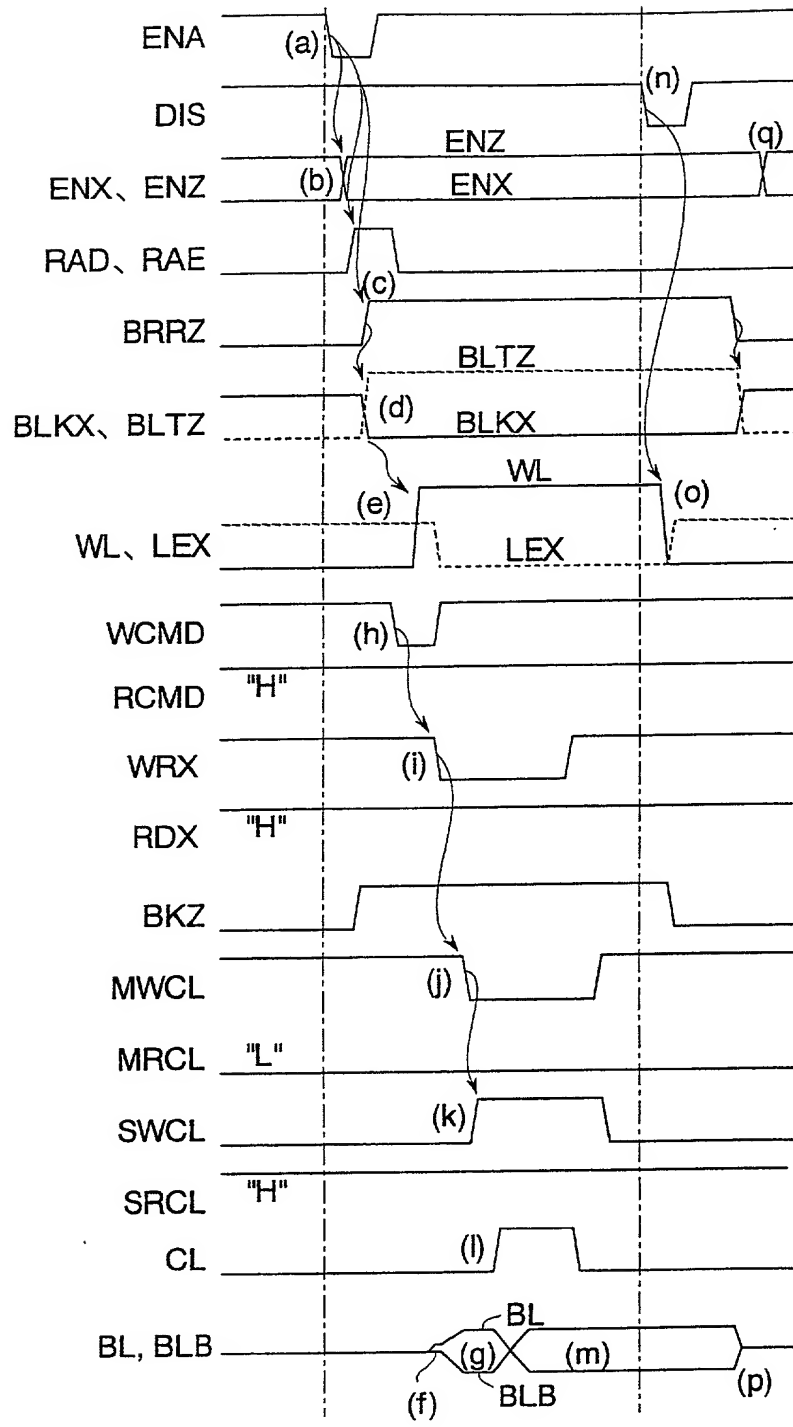 ENA
(a)
DIS
(n)
ENX、ENZ
(b)
ENZ
ENX
(q)
RAD、RAE
(c)
BRRZ
BLTZ
BLKX、BLTZ
(d)
BLKX
WL
(e)
(o)
WL、LEX
LEX
WCMD
(h)
RCMD
"H"
WRX
(i)
RDX
"H"
BKZ
MWCL
(j)
MRCL
"L"
SWCL
(k)
SRCL
"H"
CL
(l)
BL
BL, BLB
(g)
(m)
(f)
BLB
(p)